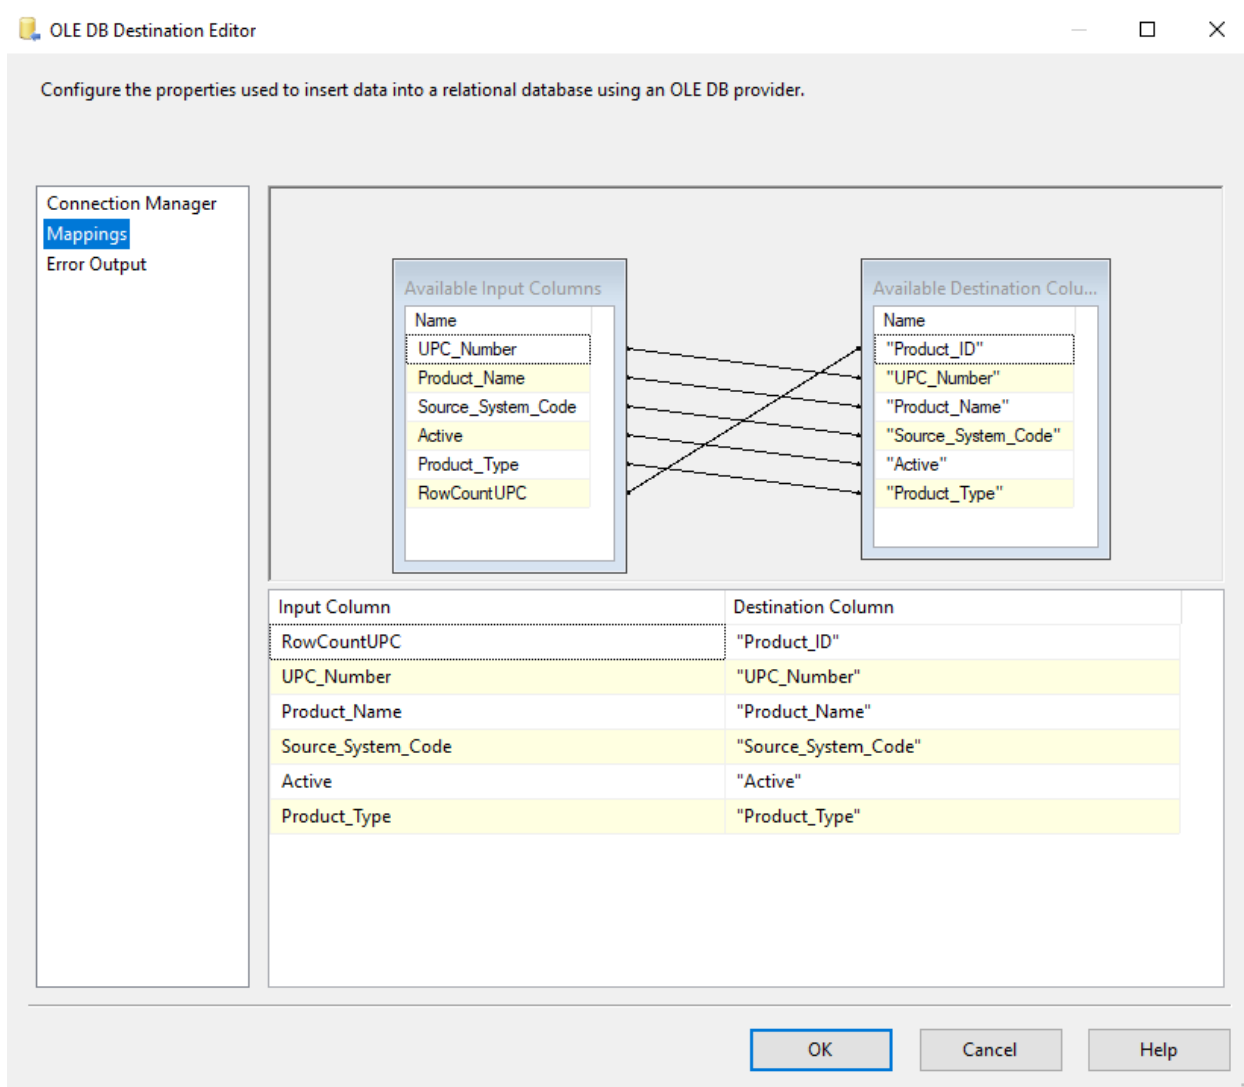 OLE DB Destination Editor
Configure the properties used to insert data into a relational database using an OLE DB provider.
Connection Manager
Mappings
Error Output
Available Input Columns
Name
UPC_Number
Product_Name
Source_System_Code
Active
Product_Type
RowCountUPC
Available Destination Colu...
Name
"Product_ID"
"UPC_Number"
"Product_Name"
"Source_System_Code"
"Active"
"Product_Type"
Input Column Destination Column
RowCountUPC "Product_ID"
UPC_Number "UPC_Number"
Product_Name "Product_Name"
Source_System_Code "Source_System_Code"
Active "Active"
Product_Type "Product_Type"
OK Cancel Help